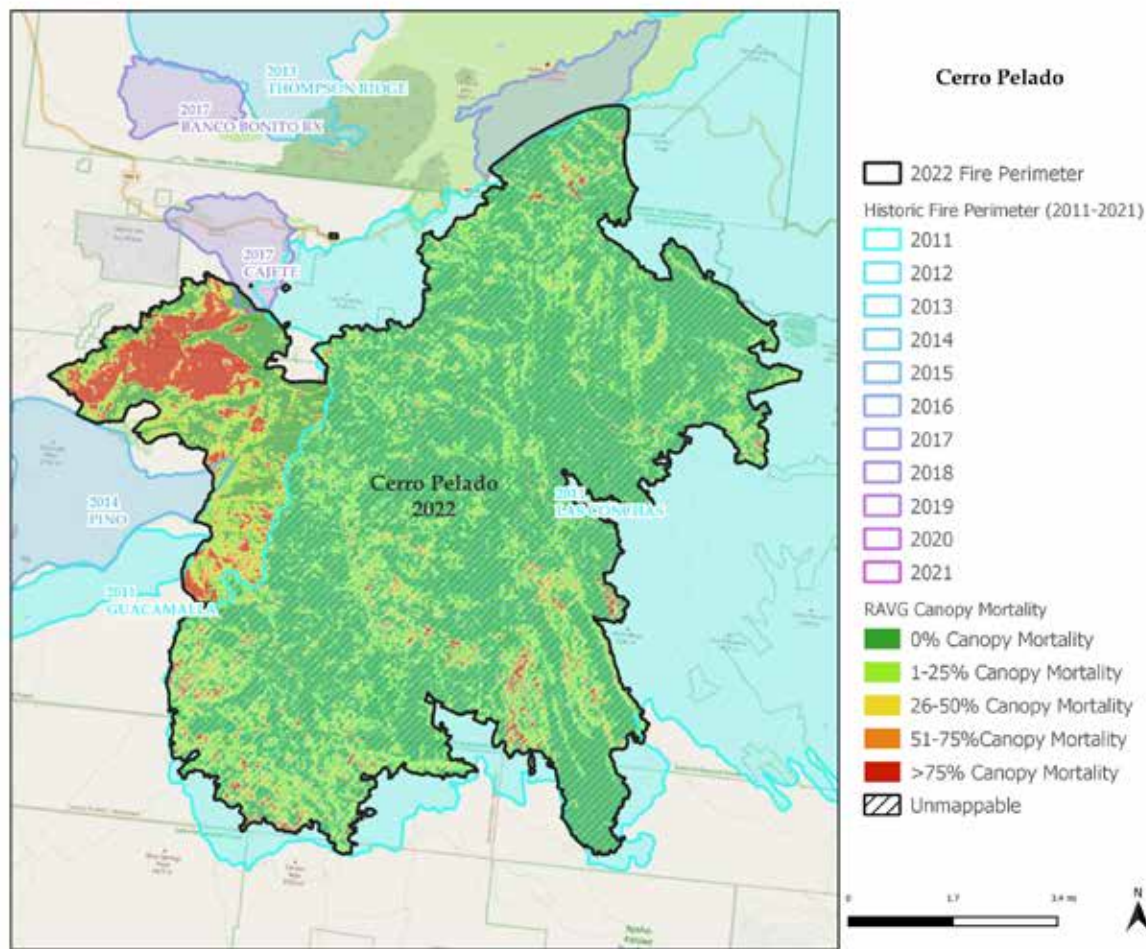 Cerro Pelado
2022 Fire Perimeter
Historic Fire Perimeter (2011-2021)
2011
2012
2013
2014
2015
2016
2017
2018
2019
2020
2021
RAVG Canopy Mortality
0% Canopy Mortality
1-25% Canopy Mortality
26-50% Canopy Mortality
51-75%Canopy Mortality
>75% Canopy Mortality
Unmappable
0 1.7 3.4 mi
N
2013
THOMPSON RIDGE
2017
BANCO BONITO RX
2017
CAJETE
Cerro Pelado
2022
2011
LAS CONCHAS
2014
PINO
2011
GUACAMALLA